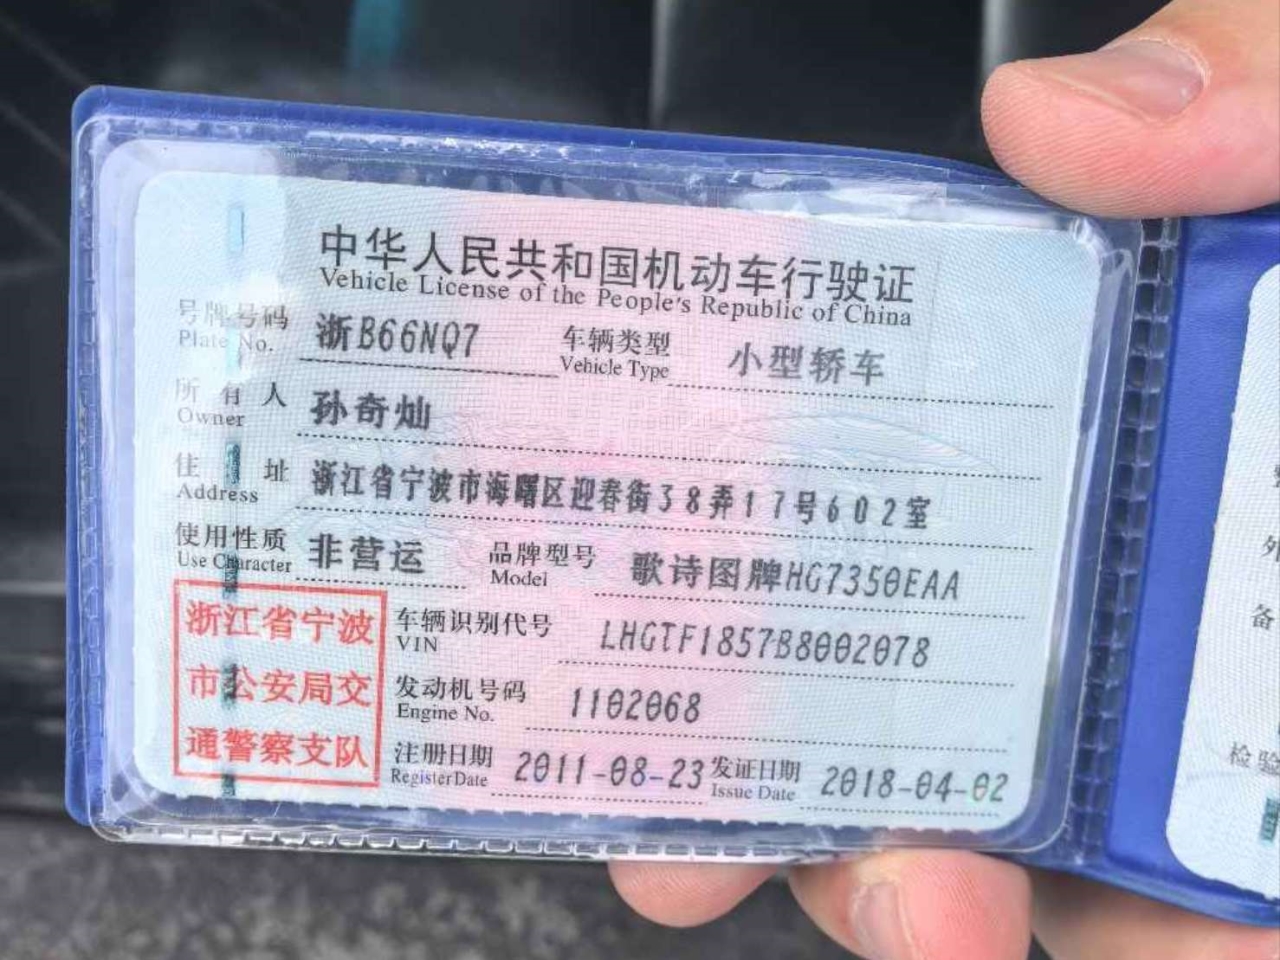 中华人民共和国机动车行驶证
Vehicle License of the People's Republic of China
号牌号码 浙B66NQ7 车辆类型 小型轿车
Plate No. Vehicle Type
所有人 孙奇灿
Owner
住址 浙江省宁波市海曙区迎春街38弄17号602室
Address
使用性质 非营运 品牌型号 歌诗图牌HG7350EAA
Use Character Model
浙江省宁波
市公安局交
通警察支队
车辆识别代号 LHGTF1857B8002078
VIN
发动机号码 1102068
Engine No.
注册日期 2011-08-23 发证日期 2018-04-02
Register Date Issue Date
备
检验